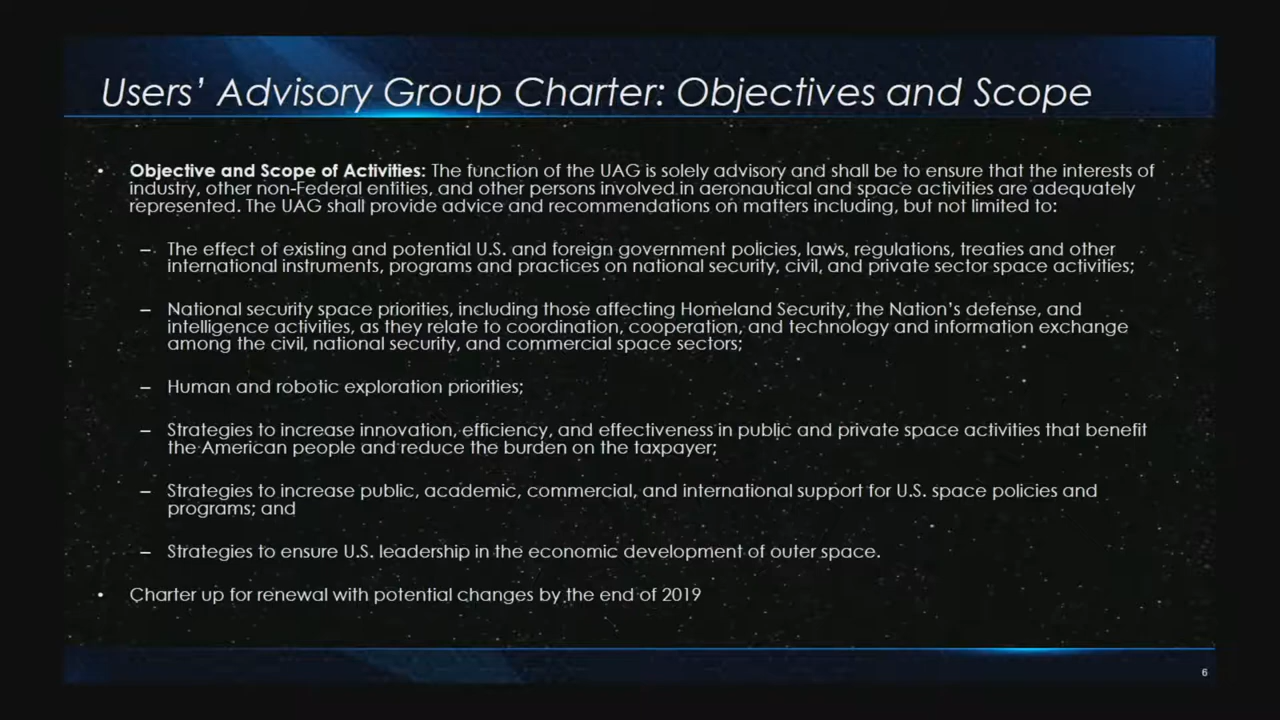 Users' Advisory Group Charter: Objectives and Scope
• Objective and Scope of Activities: The function of the UAG is solely advisory and shall be to ensure that the interests of
industry, other non-Federal entities, and other persons involved in aeronautical and space activities are adequately
represented. The UAG shall provide advice and recommendations on matters including, but not limited to:
– The effect of existing and potential U.S. and foreign government policies, laws, regulations, treaties and other
international instruments, programs and practices on national security, civil, and private sector space activities;
– National security space priorities, including those affecting Homeland Security, the Nation's defense, and
intelligence activities, as they relate to coordination, cooperation, and technology and information exchange
among the civil, national security, and commercial space sectors;
– Human and robotic exploration priorities;
– Strategies to increase innovation, efficiency, and effectiveness in public and private space activities that benefit
the American people and reduce the burden on the taxpayer;
– Strategies to increase public, academic, commercial, and international support for U.S. space policies and
programs; and
– Strategies to ensure U.S. leadership in the economic development of outer space.
• Charter up for renewal with potential changes by the end of 2019
6